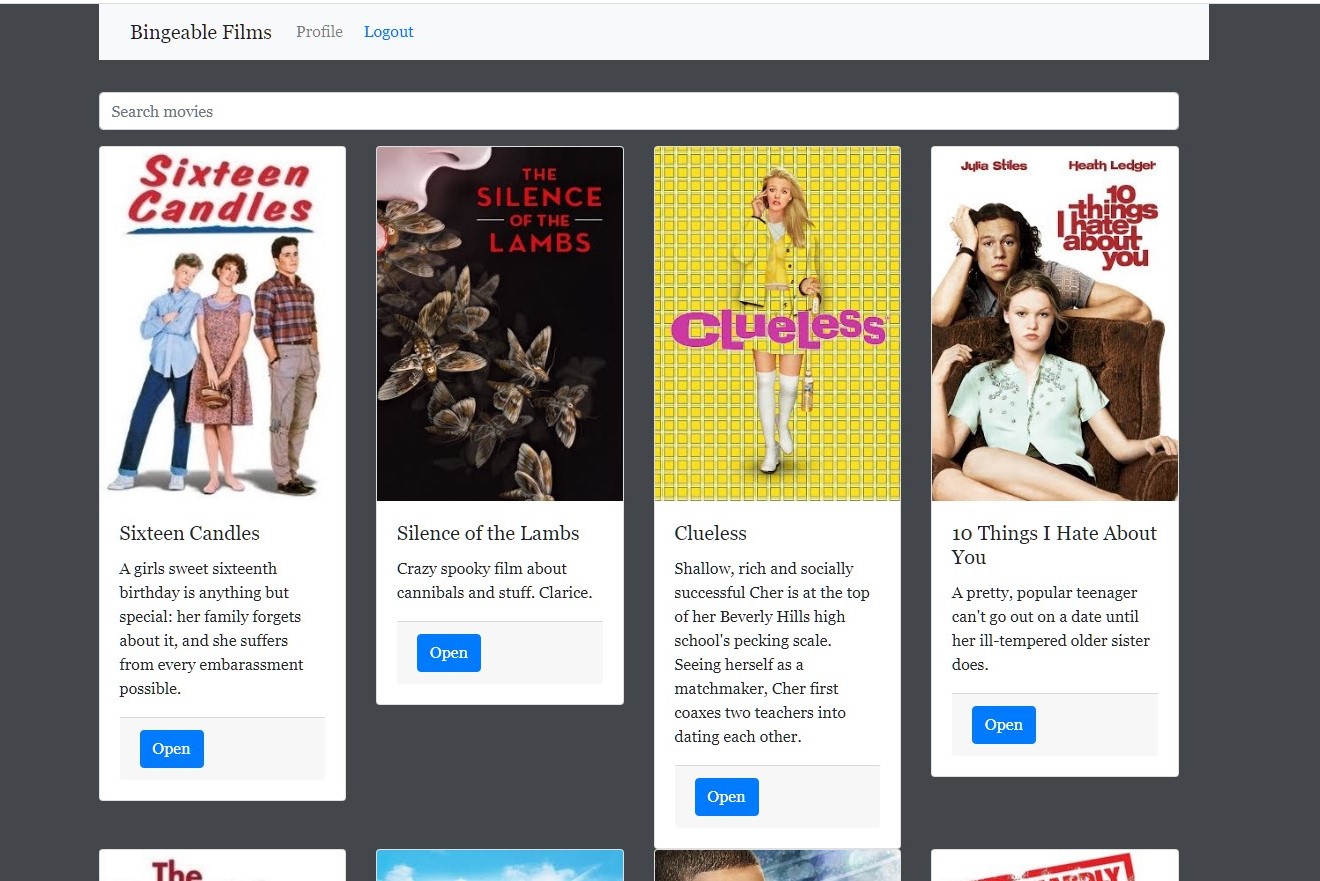 Bingeable Films Profile Logout
Search movies
Sixteen
Candles
Sixteen Candles
A girls sweet sixteenth
birthday is anything but
special: her family forgets
about it, and she suffers
from every embarassment
possible.
Open
THE
SILENCE
OF THE
LAMBS
Silence of the Lambs
Crazy spooky film about
cannibals and stuff. Clarice.
Open
Clueless
Clueless
Shallow, rich and socially
successful Cher is at the top
of her Beverly Hills high
school's pecking scale.
Seeing herself as a
matchmaker, Cher first
coaxes two teachers into
dating each other.
Open
Julia Stiles Heath Ledger
10
things
I hate
about
you
10 Things I Hate About
You
A pretty, popular teenager
can't go out on a date until
her ill-tempered older sister
does.
Open
The